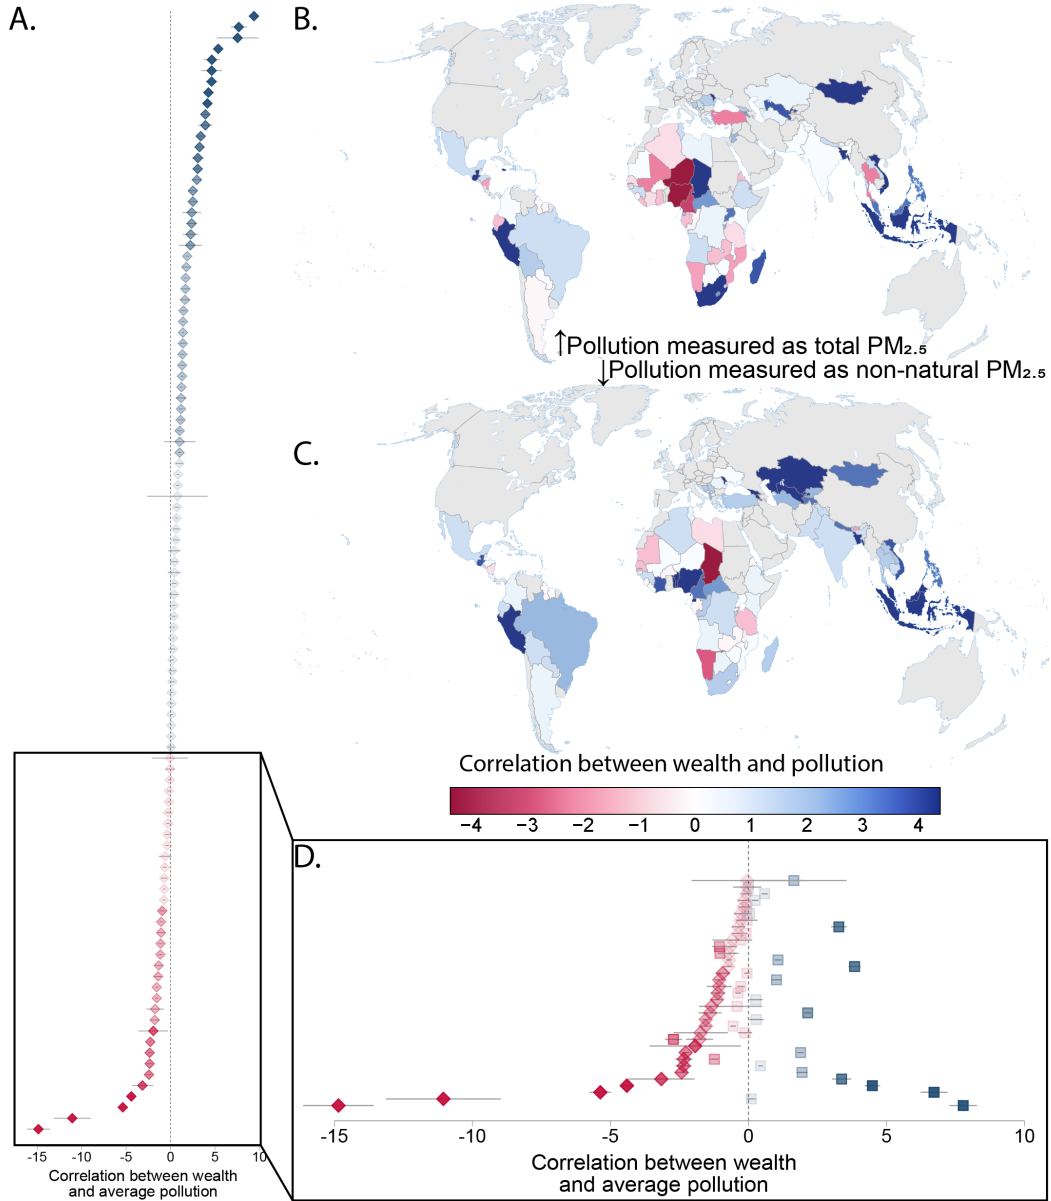 A.
B.
↑Pollution measured as total PM₂.₅
↓Pollution measured as non-natural PM₂.₅
C.
Correlation between wealth and pollution
−4 −3 −2 −1 0 1 2 3 4
D.
-15 -10 -5 0 5 10
Correlation between wealth
and average pollution
-15 -10 -5 0 5 10
Correlation between wealth
and average pollution